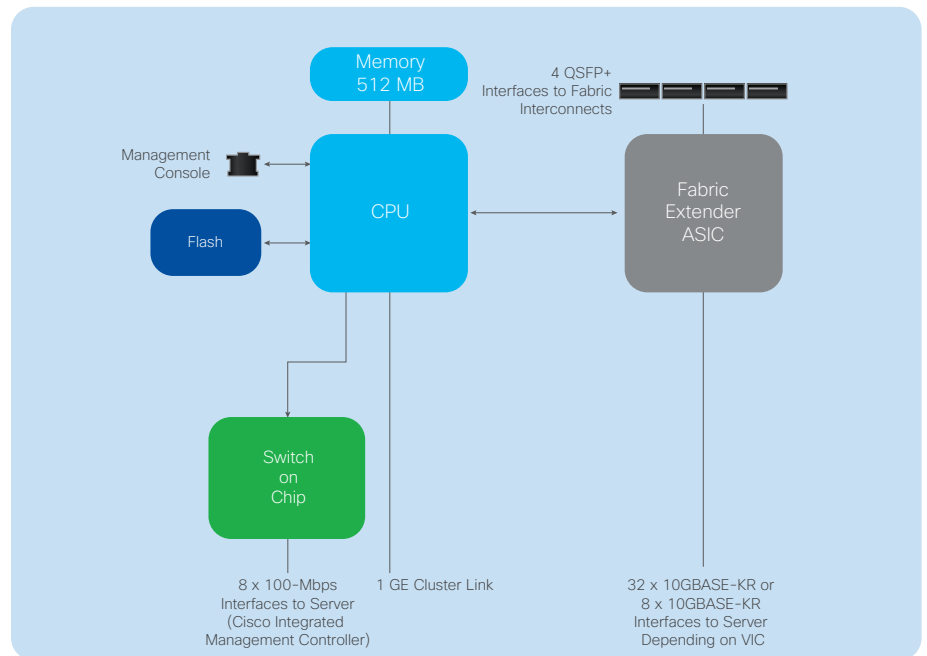 Memory
512 MB
4 QSFP+
Interfaces to Fabric
Interconnects
Management
Console
CPU
Fabric
Extender
ASIC
Flash
Switch
on
Chip
8 x 100-Mbps
Interfaces to Server
(Cisco Integrated
Management Controller)
1 GE Cluster Link
32 x 10GBASE-KR or
8 x 10GBASE-KR
Interfaces to Server
Depending on VIC